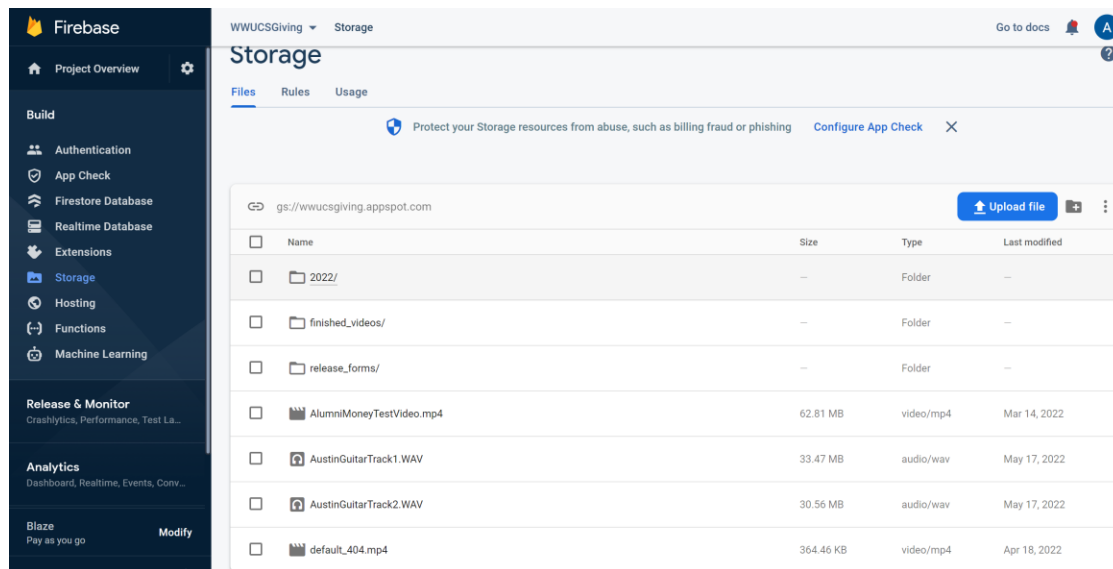 Firebase
Project Overview
Build
Authentication
App Check
Firestore Database
Realtime Database
Extensions
Storage
Hosting
Functions
Machine Learning
Release & Monitor
Crashlytics, Performance, Test La...
Analytics
Dashboard, Realtime, Events, Conv...
Blaze
Pay as you go
Modify
WWUCSGiving Storage
Go to docs
A
?
Storage
Files Rules Usage
Protect your Storage resources from abuse, such as billing fraud or phishing Configure App Check
gs://wwucsgiving.appspot.com
Upload file
Name Size Type Last modified
2022/ — Folder —
finished_videos/ — Folder —
release_forms/ — Folder —
AlumniMoneyTestVideo.mp4 62.81 MB video/mp4 Mar 14, 2022
AustinGuitarTrack1.WAV 33.47 MB audio/wav May 17, 2022
AustinGuitarTrack2.WAV 30.56 MB audio/wav May 17, 2022
default_404.mp4 364.46 KB video/mp4 Apr 18, 2022